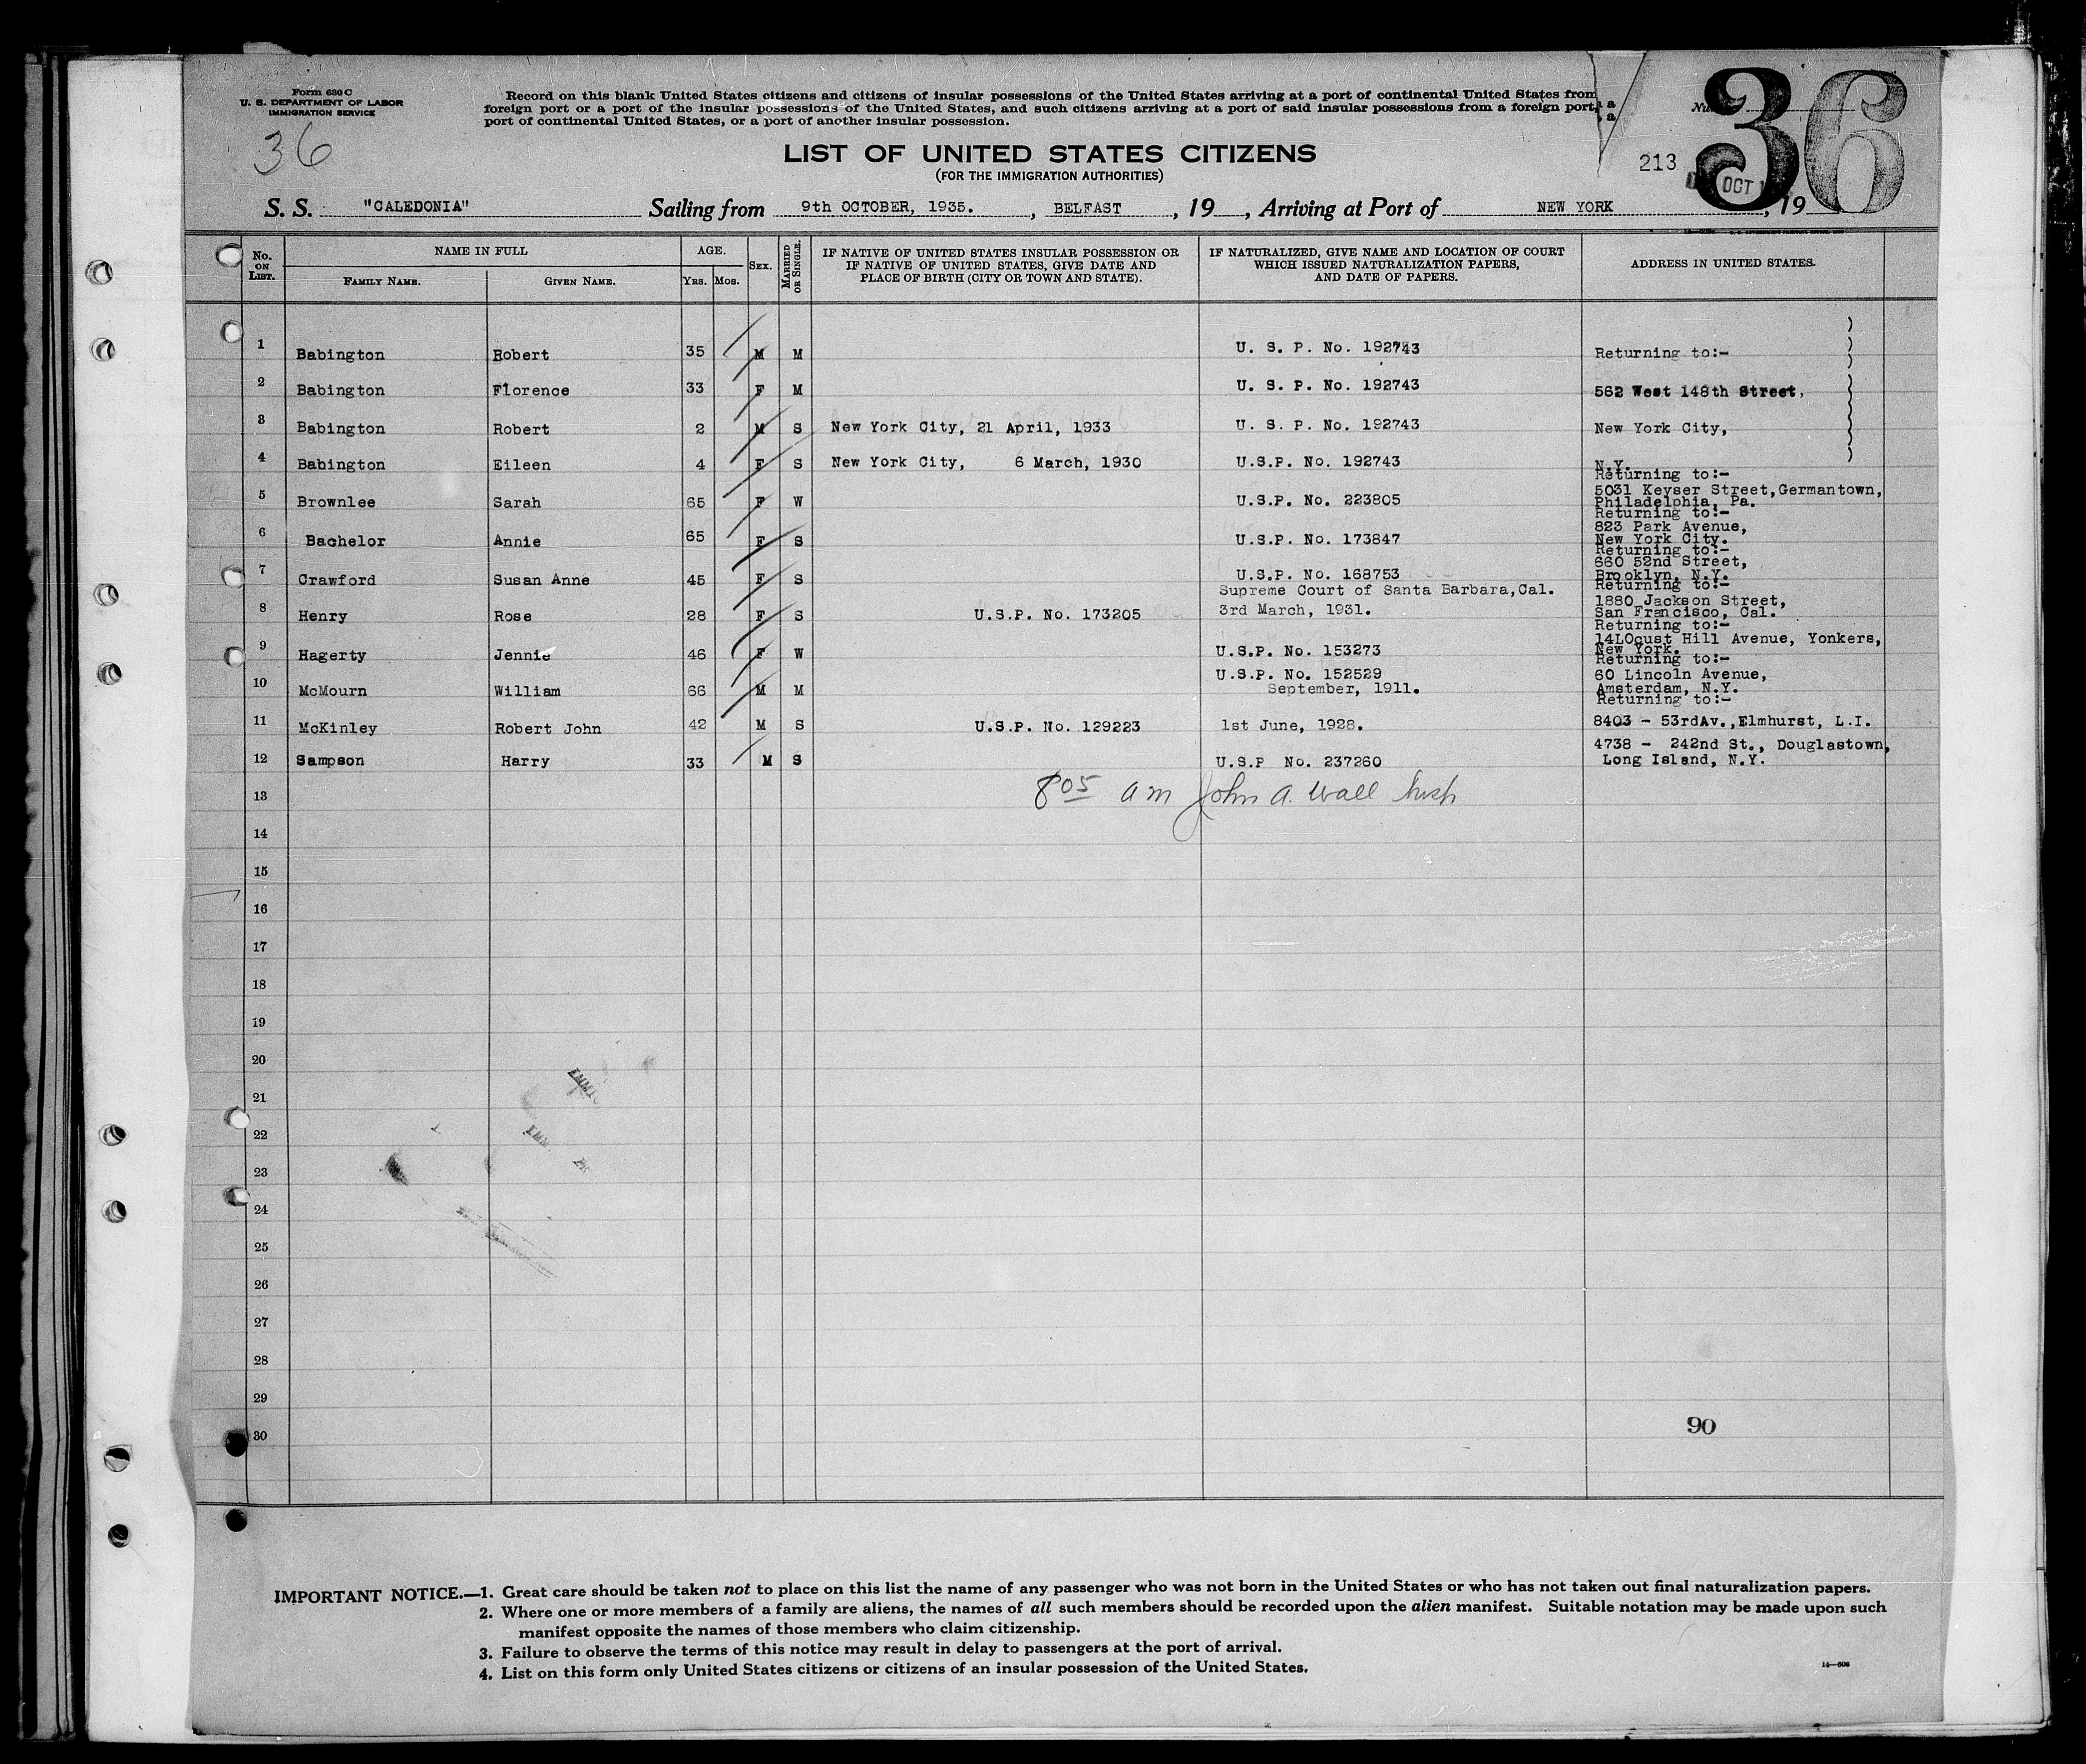 Form 630 C
U. S. DEPARTMENT OF LABOR
IMMIGRATION SERVICE
36
Record on this blank United States citizens and citizens of insular possessions of the United States arriving at a port of continental United States from
foreign port or a port of the insular possessions of the United States, and such citizens arriving at a port of said insular possessions from a foreign port, a
port of continental United States, or a port of another insular possession.
36
LIST OF UNITED STATES CITIZENS
(FOR THE IMMIGRATION AUTHORITIES)
213
OCT
S. S. "CALEDONIA" Sailing from 9th OCTOBER, 1935. , BELFAST , 19 , Arriving at Port of NEW YORK , 19
No. ON LIST. NAME IN FULL AGE. SEX. MARRIED OR SINGLE. IF NATIVE OF UNITED STATES INSULAR POSSESSION OR IF NATIVE OF UNITED STATES, GIVE DATE AND PLACE OF BIRTH (CITY OR TOWN AND STATE). IF NATURALIZED, GIVE NAME AND LOCATION OF COURT WHICH ISSUED NATURALIZATION PAPERS, AND DATE OF PAPERS. ADDRESS IN UNITED STATES.
FAMILY NAME. GIVEN NAME. YRS. MOS.
1 Babington Robert 35 M M U. S. P. No. 192743 Returning to:-
2 Babington Florence 33 F M U. S. P. No. 192743 562 West 148th Street,
3 Babington Robert 2 M S New York City, 21 April, 1933 U. S. P. No. 192743 New York City,
4 Babington Eileen 4 F S New York City, 6 March, 1930 U.S.P. No. 192743 N.Y.
Returning to:-
5 Brownlee Sarah 65 F W U.S.P. No. 223805 5031 Keyser Street,Germantown,
Philadelphia, Pa.
Returning to:-
823 Park Avenue,
6 Bachelor Annie 65 F S U.S.P. No. 173847 New York City.
Returning to:-
660 52nd Street,
7 Crawford Susan Anne 45 F S U.S.P. No. 168753 Brooklyn, N.Y.
Returning to:-
Supreme Court of Santa Barbara,Cal. 1880 Jackson Street,
8 Henry Rose 28 F S U.S.P. No. 173205 3rd March, 1931. San Francisco, Cal.
Returning to:-
14LOcust Hill Avenue, Yonkers,
9 Hagerty Jennie 46 F W U.S.P. No. 153273 New York.
Returning to:-
U.S.P. No. 152529 60 Lincoln Avenue,
10 McMourn William 66 M M September, 1911. Amsterdam, N.Y.
Returning to:-
11 McKinley Robert John 42 M S U.S.P. No. 129223 1st June, 1928. 8403 - 53rdAv.,Elmhurst, L.I.
4738 - 242nd St., Douglastown,
12 Sampson Harry 33 M S U.S.P No. 237260 Long Island, N.Y.
13 8 05 am John A. Wall Insp
14
15
16
17
18
19
20
21
22
23
24
25
26
27
28
29
90
30
IMPORTANT NOTICE.—1. Great care should be taken not to place on this list the name of any passenger who was not born in the United States or who has not taken out final naturalization papers.
2. Where one or more members of a family are aliens, the names of all such members should be recorded upon the alien manifest. Suitable notation may be made upon such
manifest opposite the names of those members who claim citizenship.
3. Failure to observe the terms of this notice may result in delay to passengers at the port of arrival.
4. List on this form only United States citizens or citizens of an insular possession of the United States.